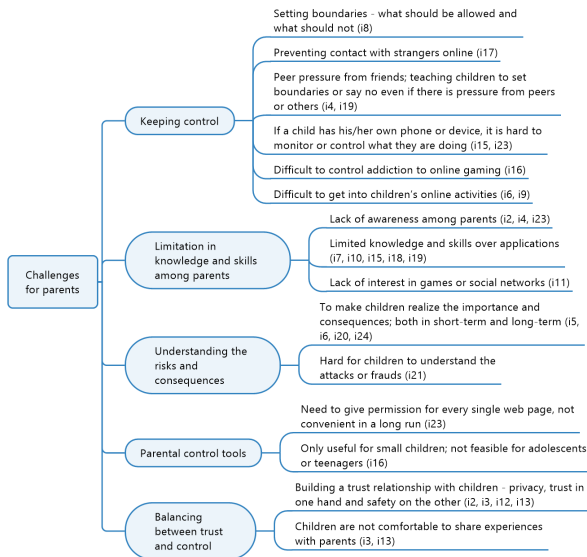 Challenges
for parents
Keeping control
Setting boundaries - what should be allowed and
what should not (i8)
Preventing contact with strangers online (i17)
Peer pressure from friends; teaching children to set
boundaries or say no even if there is pressure from peers
or others (i4, i19)
If a child has his/her own phone or device, it is hard to
monitor or control what they are doing (i15, i23)
Difficult to control addiction to online gaming (i16)
Difficult to get into children's online activities (i6, i9)
Limitation in
knowledge and skills
among parents
Lack of awareness among parents (i2, i4, i23)
Limited knowledge and skills over applications
(i7, i10, i15, i18, i19)
Lack of interest in games or social networks (i11)
Understanding the
risks and
consequences
To make children realize the importance and
consequences; both in short-term and long-term (i5,
i6, i20, i24)
Hard for children to understand the
attacks or frauds (i21)
Parental control tools
Need to give permission for every single web page, not
convenient in a long run (i23)
Only useful for small children; not feasible for adolescents
or teenagers (i16)
Balancing
between trust
and control
Building a trust relationship with children - privacy, trust in
one hand and safety on the other (i2, i3, i12, i13)
Children are not comfortable to share experiences
with parents (i3, i13)